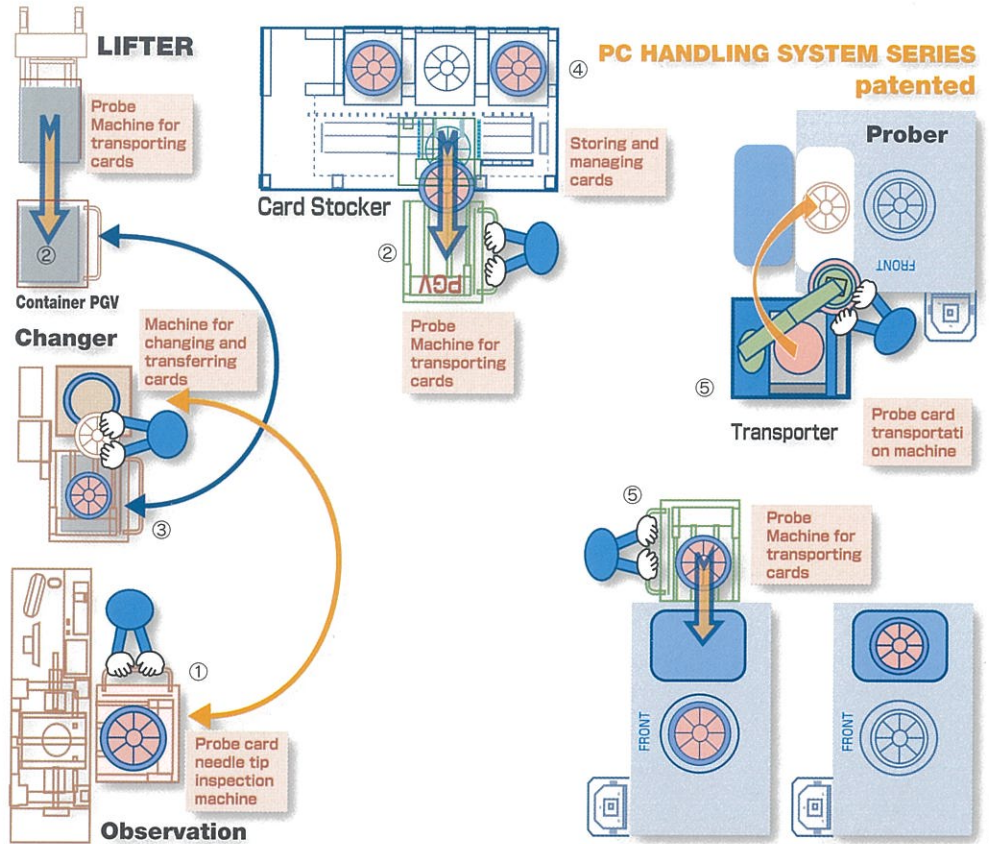 LIFTER
Probe
Machine for
transporting
cards
②
Container PGV
Changer
Machine for
changing and
transferring
cards
③
①
Probe card
needle tip
inspection
machine
Observation
④
Storing and
managing
cards
Card Stocker
②
PGV
Probe
Machine for
transporting
cards
PC HANDLING SYSTEM SERIES
patented
Prober
FRONT
⑤
Transporter
Probe card
transportati
on machine
⑤
Probe
Machine for
transporting
cards
FRONT
FRONT